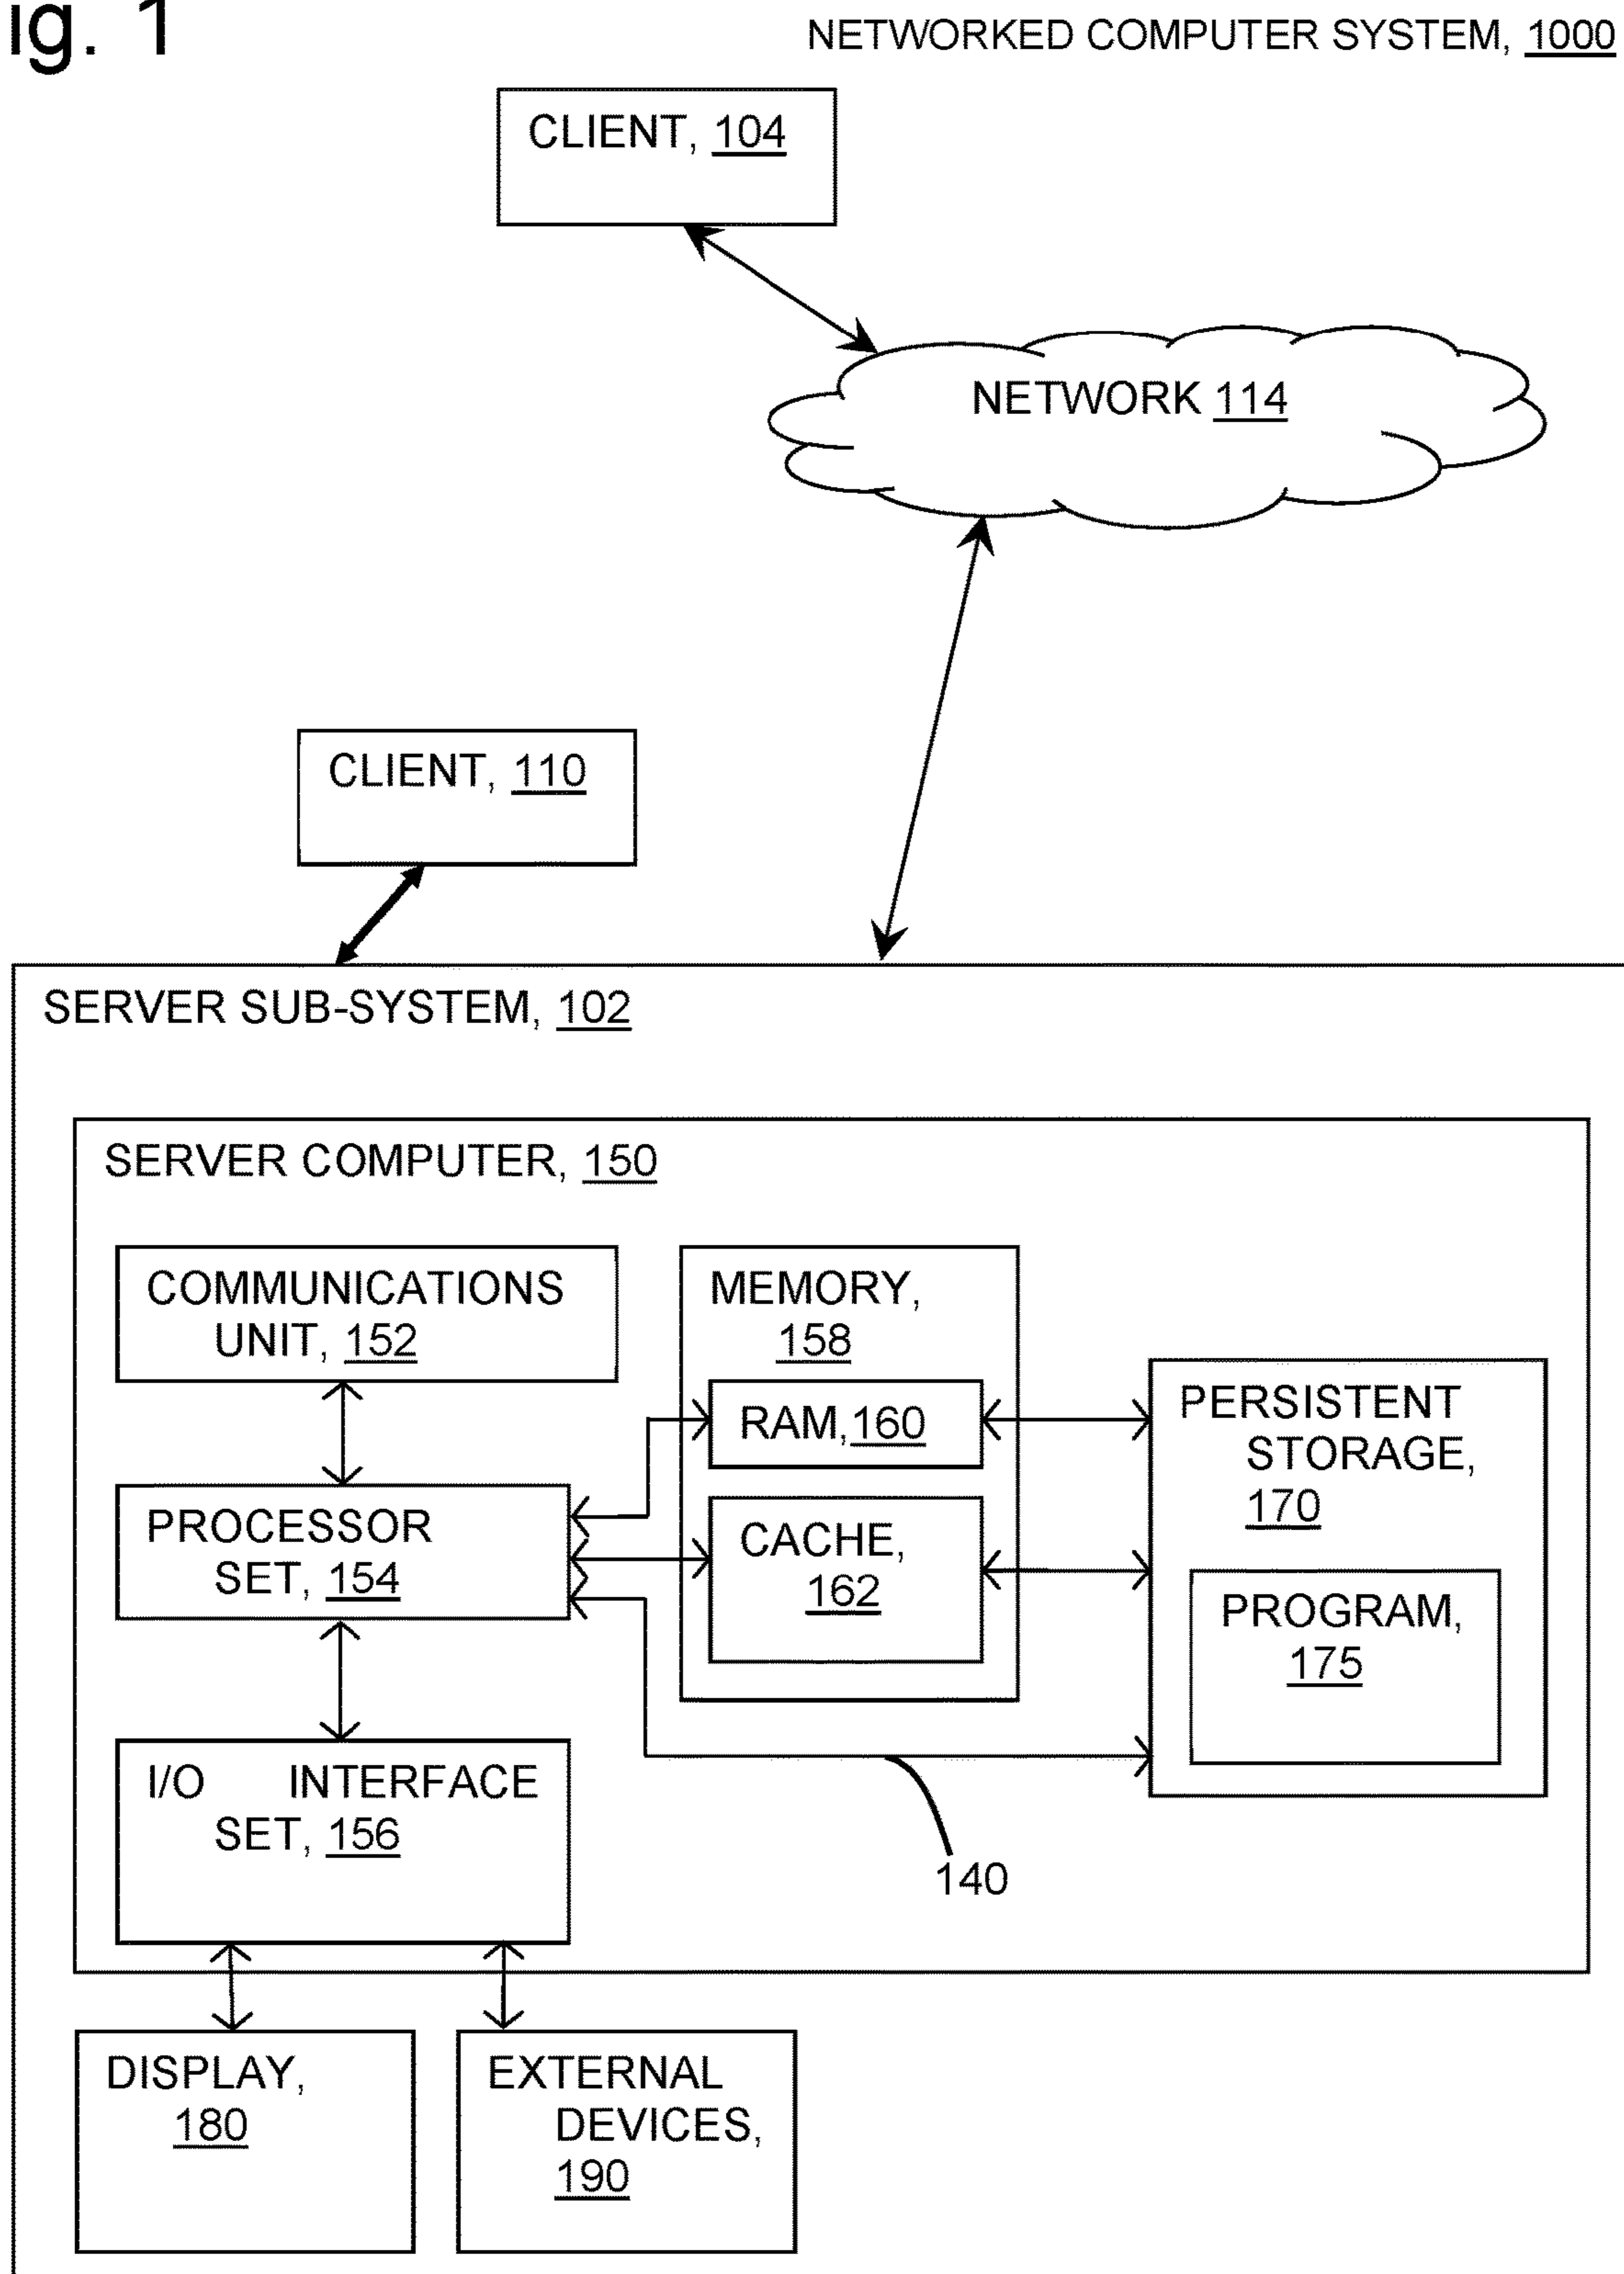 ig. 1
NETWORKED COMPUTER SYSTEM, 1000
CLIENT, 104
NETWORK 114
CLIENT, 110
SERVER SUB-SYSTEM, 102
SERVER COMPUTER, 150
COMMUNICATIONS
UNIT, 152
MEMORY,
158
RAM,160
PERSISTENT
STORAGE,
170
PROCESSOR
SET, 154
CACHE,
162
PROGRAM,
175
I/O INTERFACE
SET, 156
140
DISPLAY,
180
EXTERNAL
DEVICES,
190